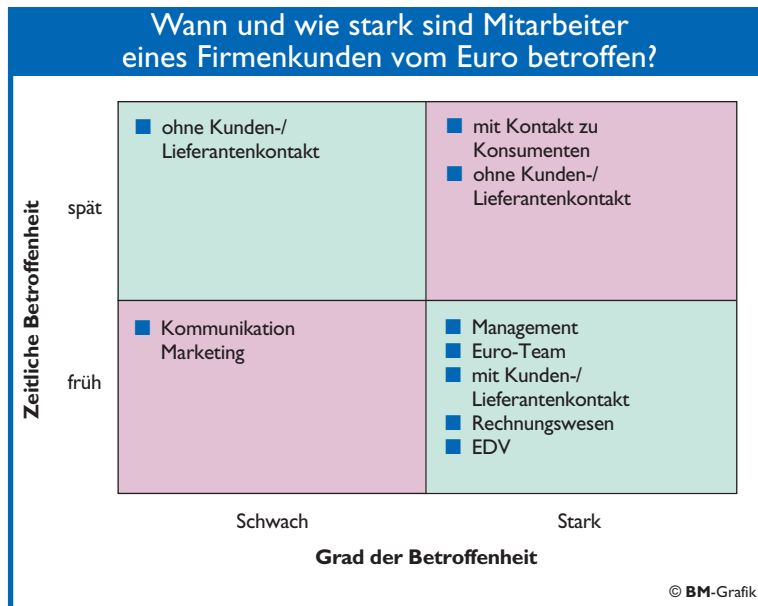 Wann und wie stark sind Mitarbeiter
eines Firmenkunden vom Euro betroffen?
Zeitliche Betroffenheit
spät
ohne Kunden-/
Lieferantenkontakt
mit Kontakt zu
Konsumenten
ohne Kunden-/
Lieferantenkontakt
früh
Kommunikation
Marketing
Management
Euro-Team
mit Kunden-/
Lieferantenkontakt
Rechnungswesen
EDV
Schwach
Stark
Grad der Betroffenheit
© BM-Grafik